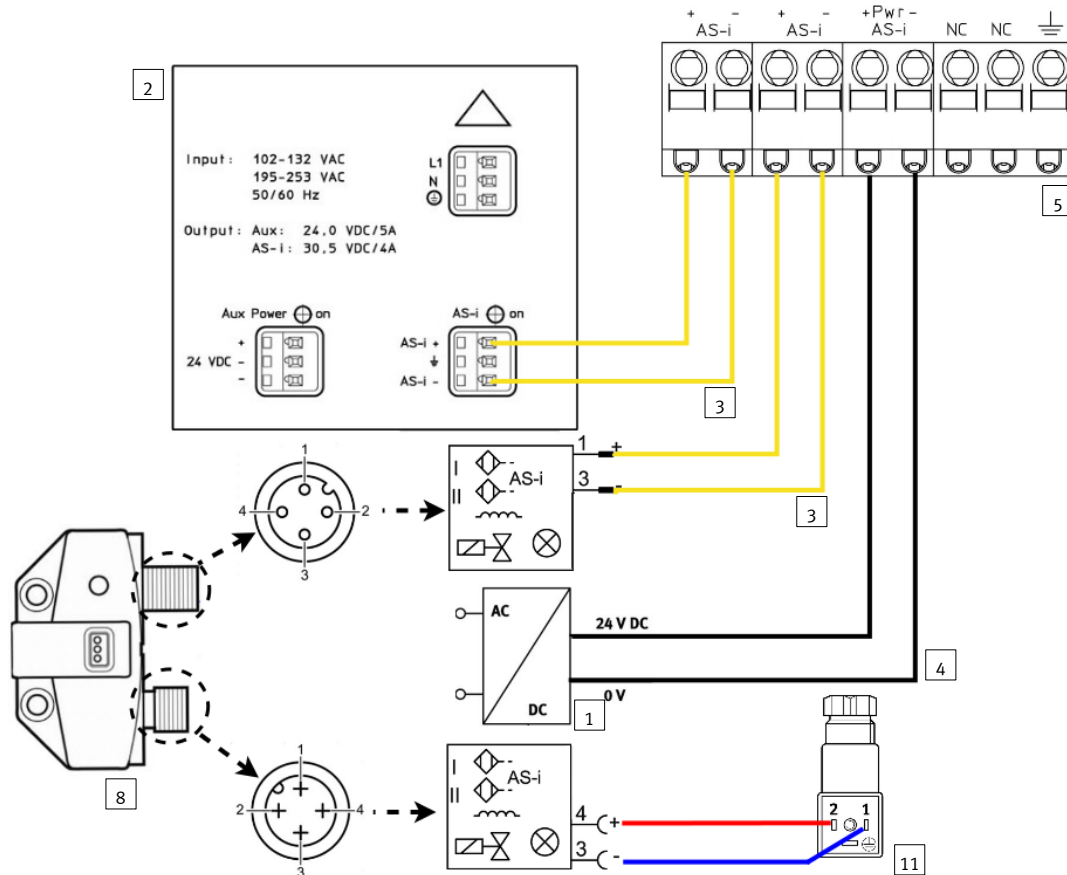 + - + - +Pwr-
AS-i AS-i AS-i NC NC
2
Input: 102-132 VAC
195-253 VAC
50/60 Hz
Output: Aux: 24,0 VDC/5A
AS-i: 30,5 VDC/4A
L1
N
5
Aux Power on
+
24 VDC -
-
AS-i on
AS-i +
AS-i -
3
1
4 2
3
I
II
AS-i
1 +
3 -
3
AC
DC
24 V DC
0 V
1
4
8
1
2 4
3
I
II
AS-i
4 +
3 -
2 1
11